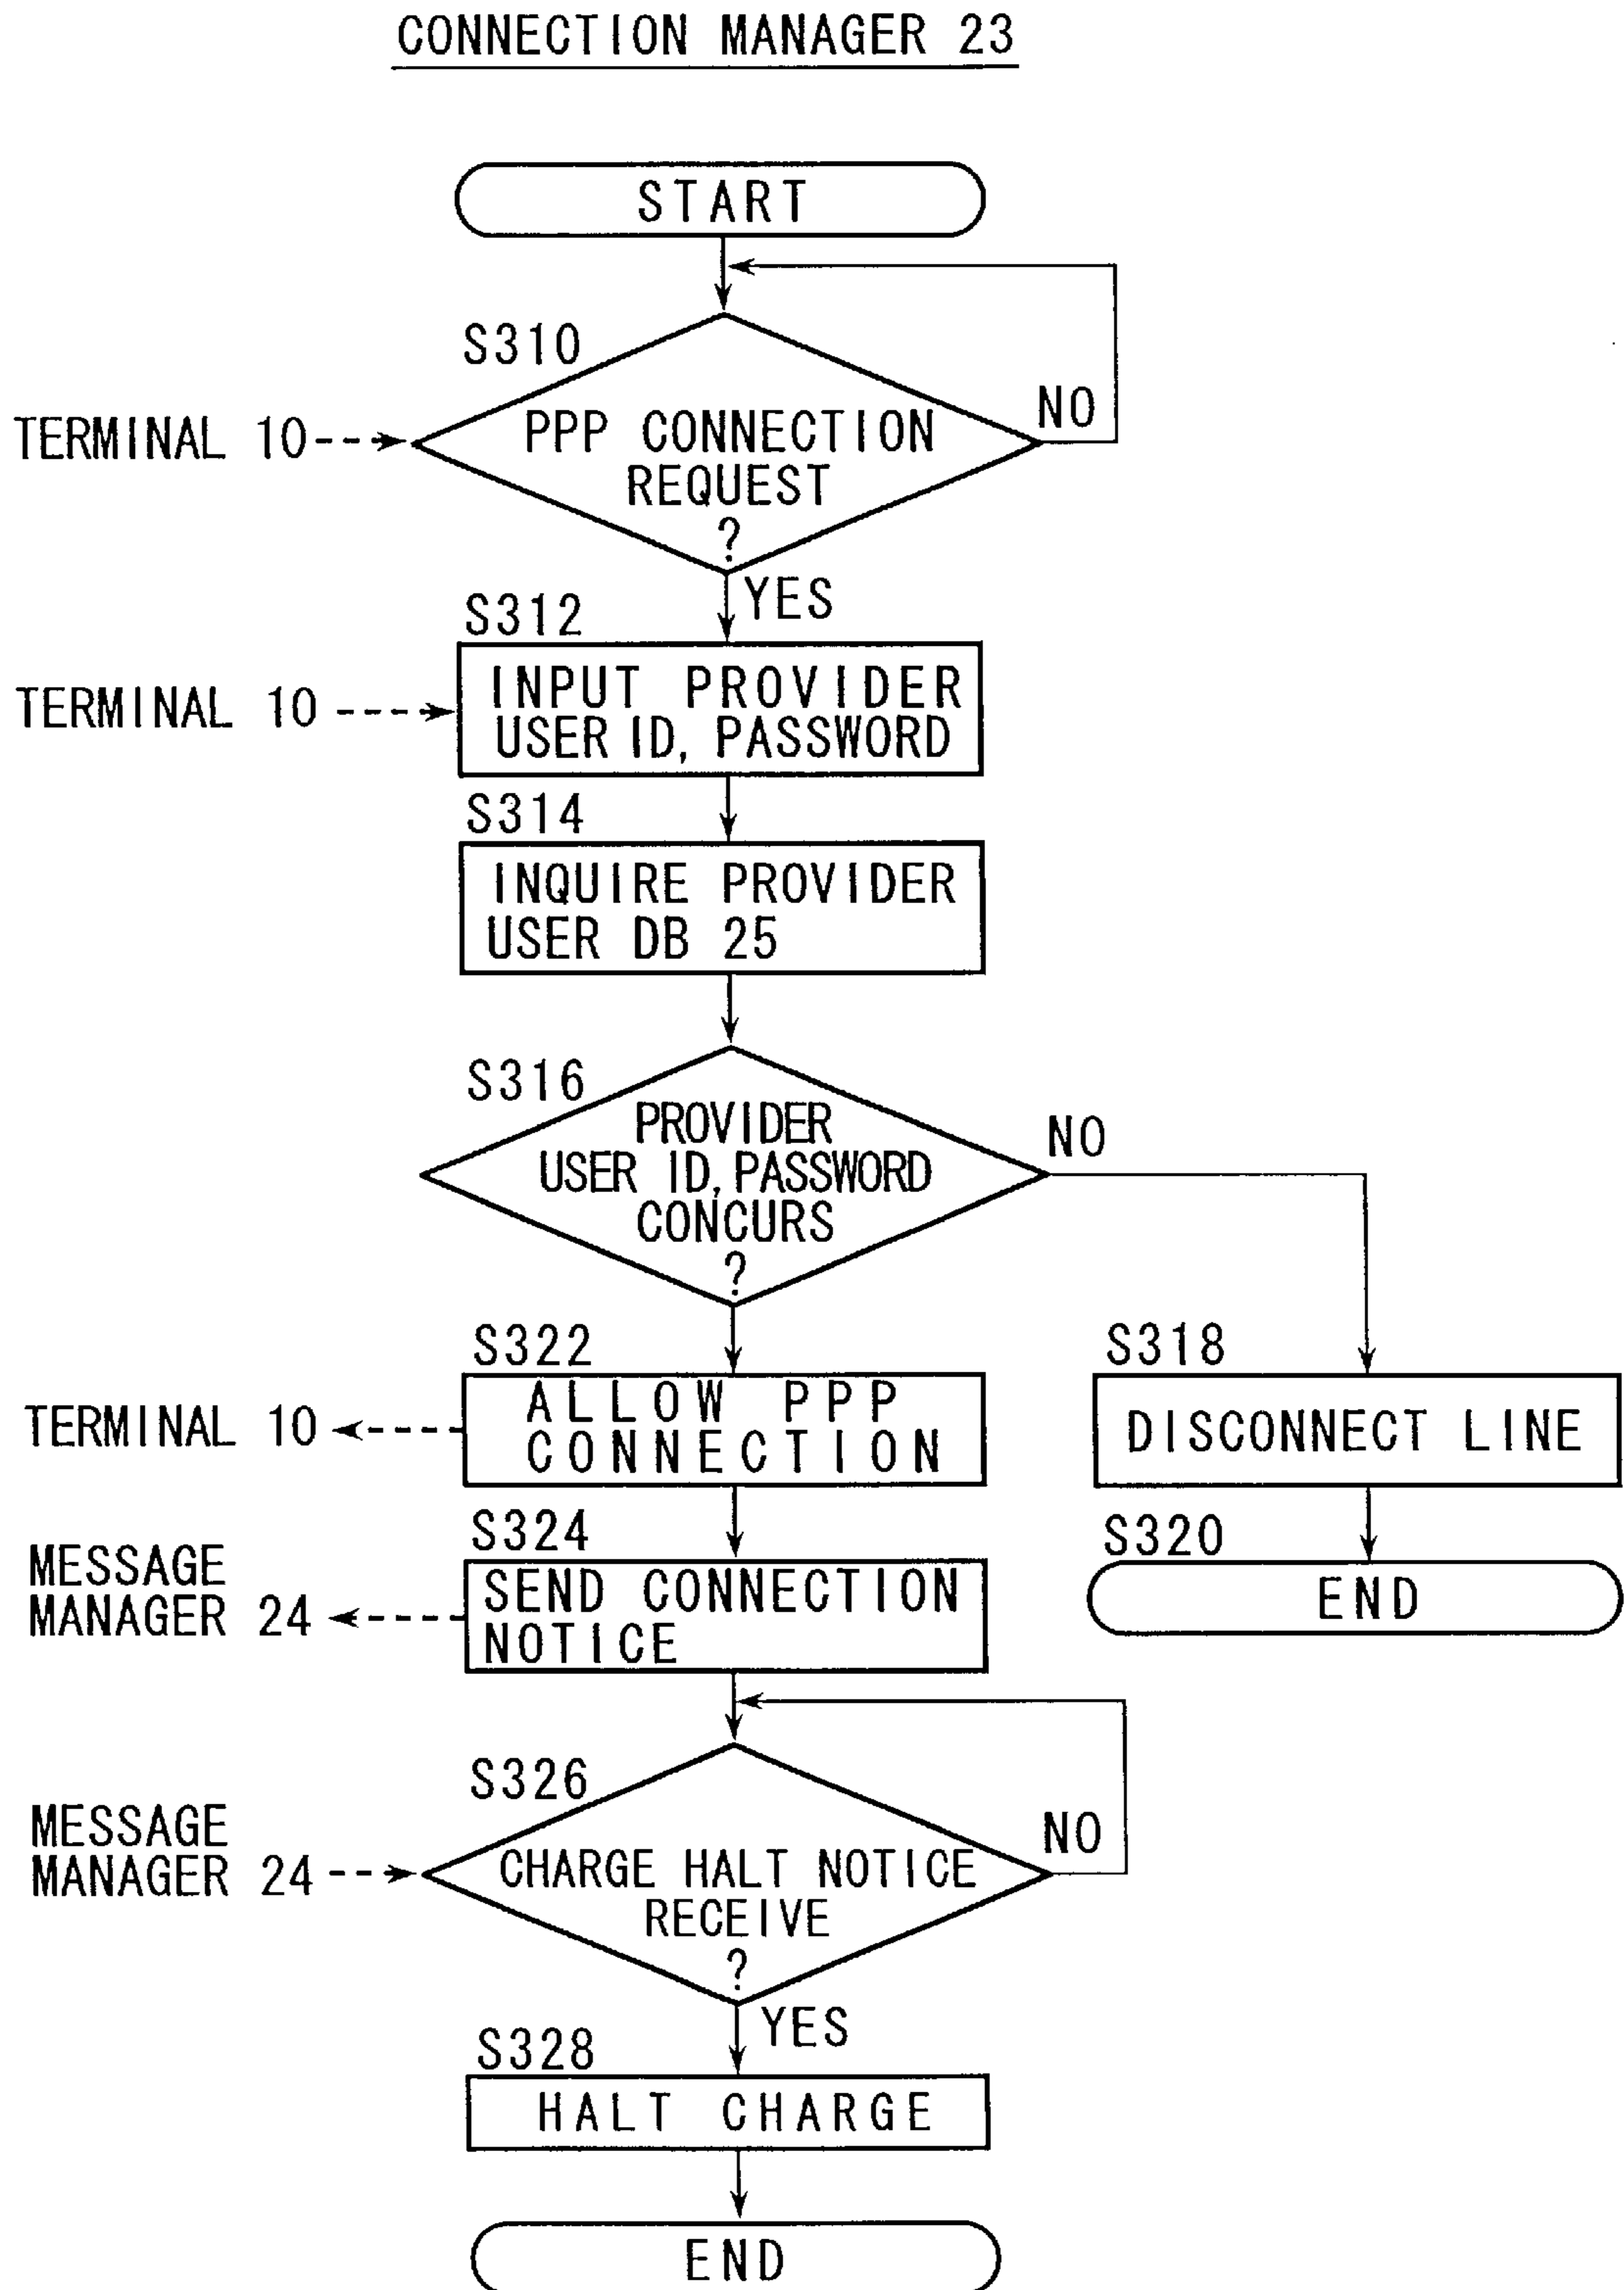 CONNECTION MANAGER 23
START
S310
TERMINAL 10
PPP CONNECTION
REQUEST
?
NO
YES
S312
TERMINAL 10
INPUT PROVIDER
USER ID, PASSWORD
S314
INQUIRE PROVIDER
USER DB 25
S316
PROVIDER
USER ID, PASSWORD
CONCURS
?
NO
S322
TERMINAL 10
ALLOW PPP
CONNECTION
S318
DISCONNECT LINE
S324
MESSAGE
MANAGER 24
SEND CONNECTION
NOTICE
S320
END
S326
MESSAGE
MANAGER 24
CHARGE HALT NOTICE
RECEIVE
?
NO
YES
S328
HALT CHARGE
END